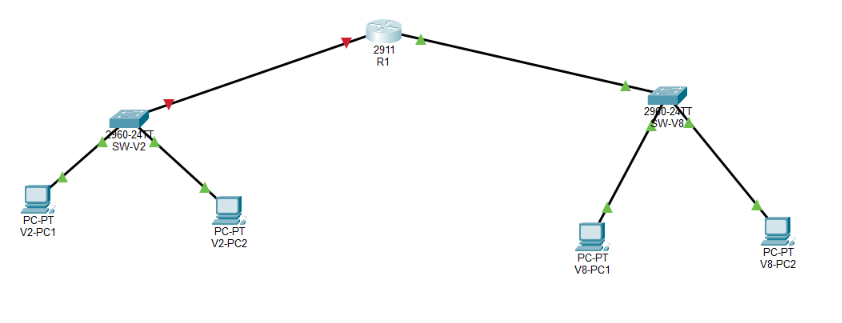 2911
R1
2960-24TT
SW-V2
2960-24TT
SW-V8
PC-PT
V2-PC1
PC-PT
V2-PC2
PC-PT
V8-PC1
PC-PT
V8-PC2